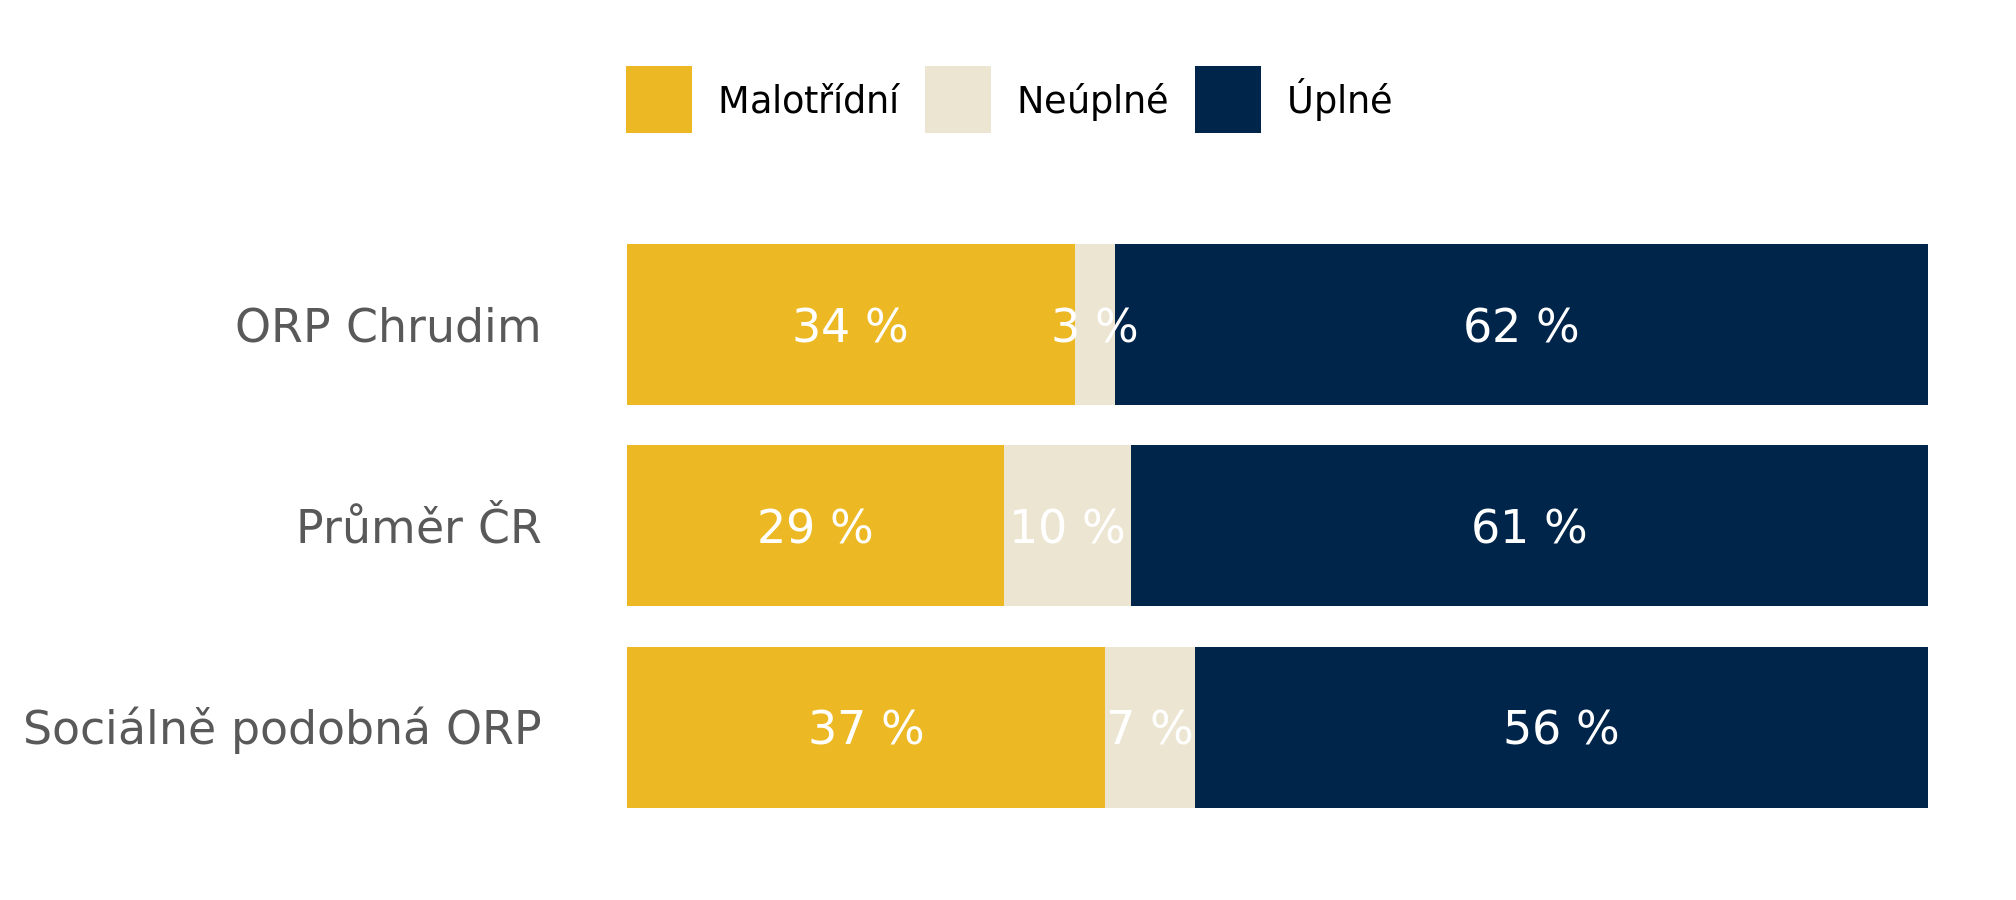 Malotřídní Neúplné Úplné
ORP Chrudim 34 % 3 % 62 %
Průměr ČR 29 % 10 % 61 %
Sociálně podobná ORP 37 % 7 % 56 %